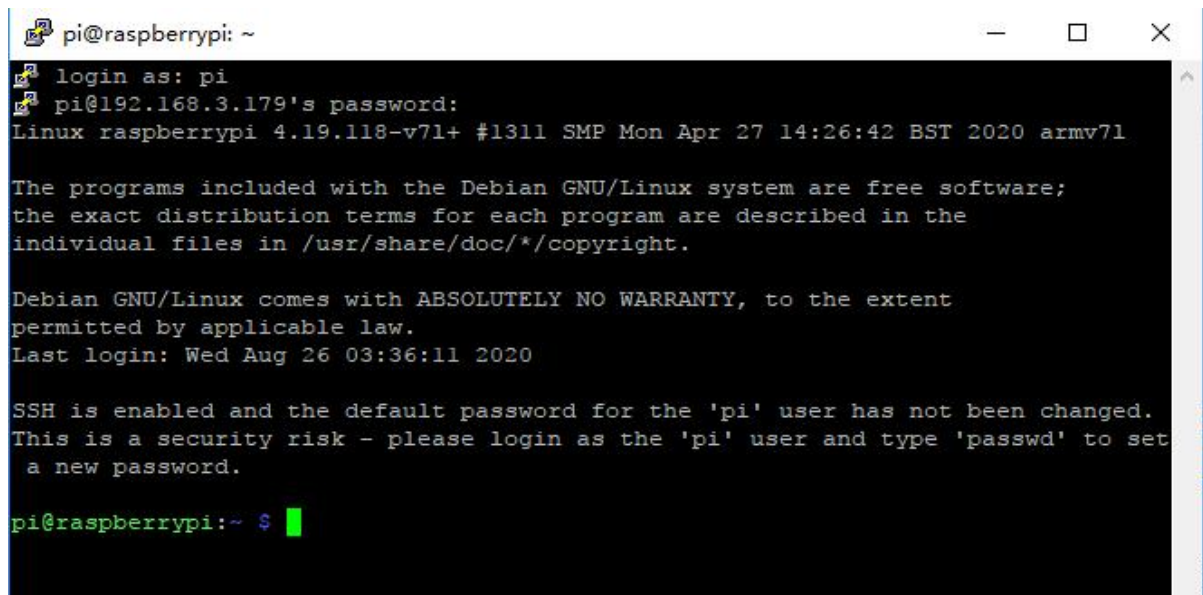 pi@raspberrypi: ~
login as: pi
pi@192.168.3.179's password:
Linux raspberrypi 4.19.118-v7l+ #1311 SMP Mon Apr 27 14:26:42 BST 2020 armv7l
The programs included with the Debian GNU/Linux system are free software;
the exact distribution terms for each program are described in the
individual files in /usr/share/doc/*/copyright.
Debian GNU/Linux comes with ABSOLUTELY NO WARRANTY, to the extent
permitted by applicable law.
Last login: Wed Aug 26 03:36:11 2020
SSH is enabled and the default password for the 'pi' user has not been changed.
This is a security risk - please login as the 'pi' user and type 'passwd' to set
a new password.
pi@raspberrypi:~ $